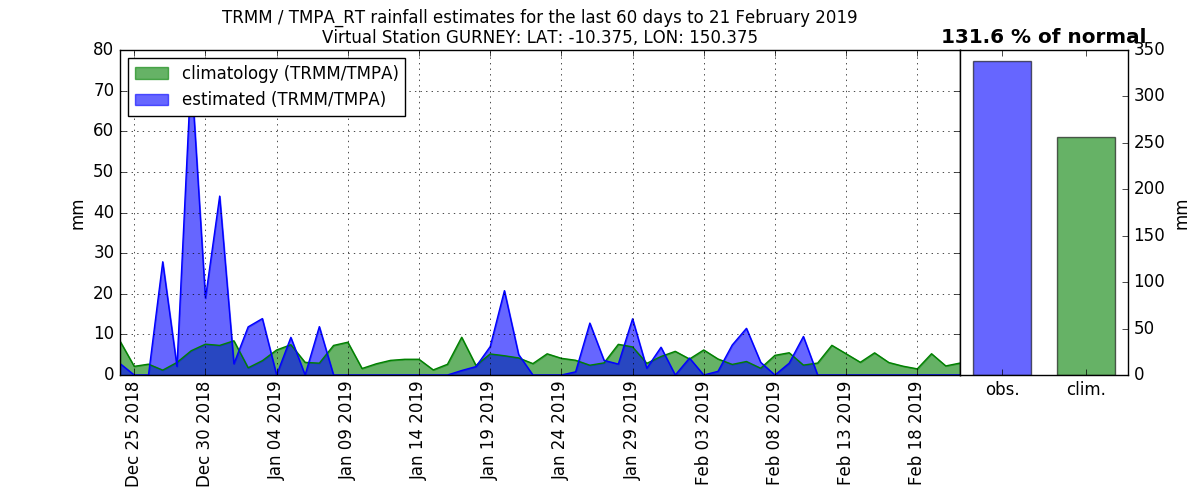 TRMM / TMPA_RT rainfall estimates for the last 60 days to 21 February 2019
Virtual Station GURNEY: LAT: -10.375, LON: 150.375
131.6 % of normal
climatology (TRMM/TMPA)
estimated (TRMM/TMPA)
80
70
60
50
40
30
20
10
0
mm
Dec 25 2018
Dec 30 2018
Jan 04 2019
Jan 09 2019
Jan 14 2019
Jan 19 2019
Jan 24 2019
Jan 29 2019
Feb 03 2019
Feb 08 2019
Feb 13 2019
Feb 18 2019
350
300
250
200
150
100
50
0
mm
obs.
clim.